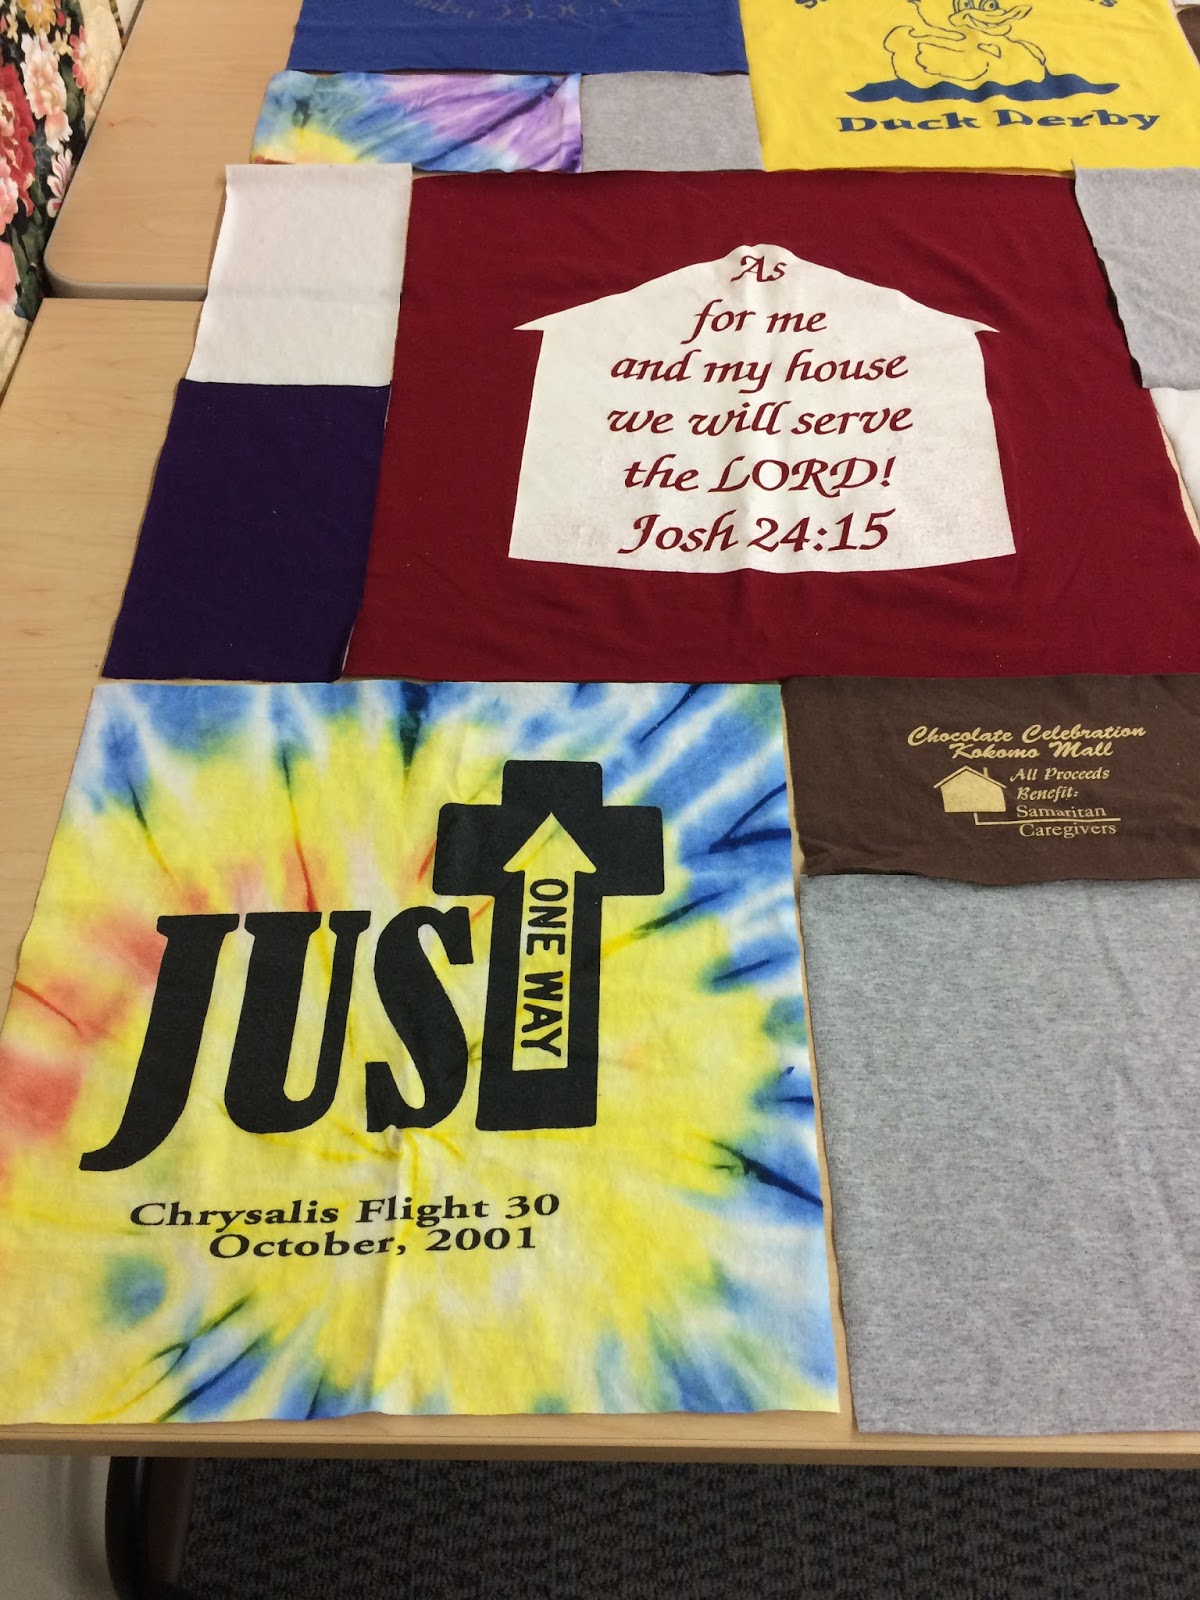 Duck Derby
As
for me
and my house
we will serve
the LORD!
Josh 24:15
Chocolate Celebration
Kokomo Mall
All Proceeds
Benefit:
Samaritan
Caregivers
JUST
ONE WAY
Chrysalis Flight 30
October, 2001